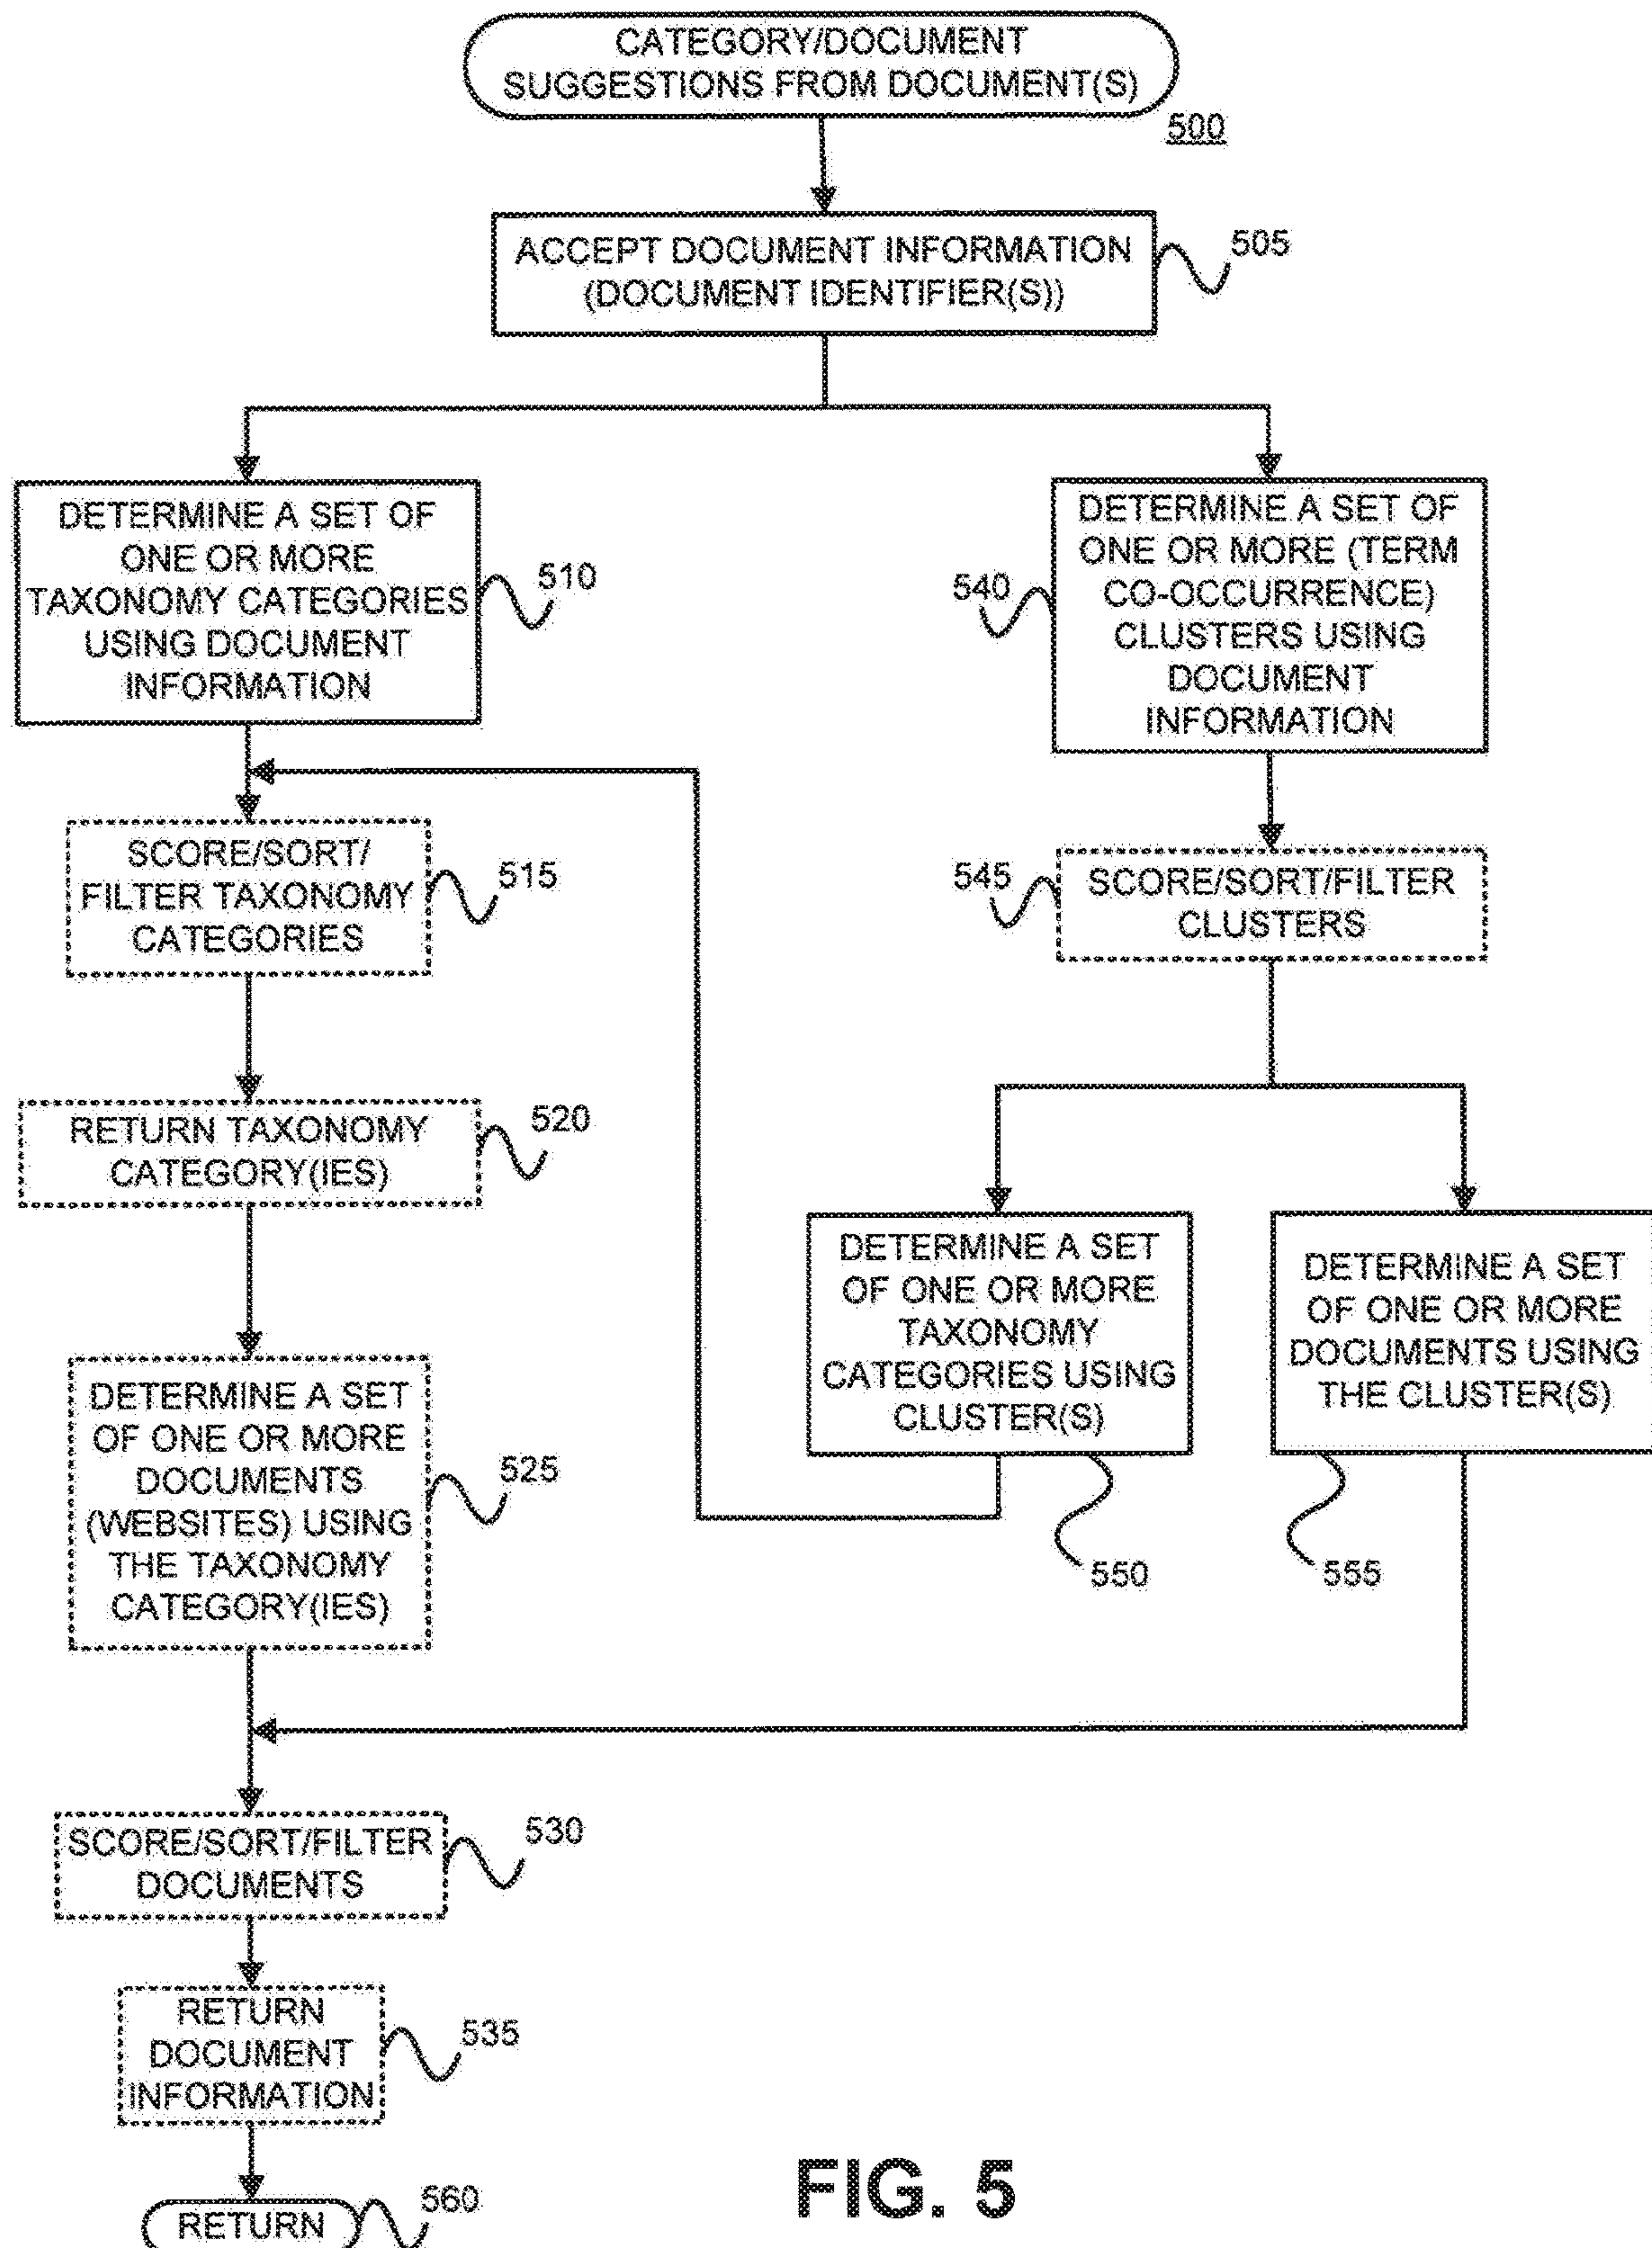 CATEGORY/DOCUMENT
SUGGESTIONS FROM DOCUMENT(S)
500
ACCEPT DOCUMENT INFORMATION
(DOCUMENT IDENTIFIER(S))
505
DETERMINE A SET OF
ONE OR MORE
TAXONOMY CATEGORIES
USING DOCUMENT
INFORMATION
510
540
DETERMINE A SET OF
ONE OR MORE (TERM
CO-OCCURRENCE)
CLUSTERS USING
DOCUMENT
INFORMATION
SCORE/SORT/
FILTER TAXONOMY
CATEGORIES
515
545
SCORE/SORT/FILTER
CLUSTERS
RETURN TAXONOMY
CATEGORY(IES)
520
DETERMINE A SET
OF ONE OR MORE
TAXONOMY
CATEGORIES USING
CLUSTER(S)
550
DETERMINE A SET
OF ONE OR MORE
DOCUMENTS USING
THE CLUSTER(S)
555
DETERMINE A SET
OF ONE OR MORE
DOCUMENTS
(WEBSITES) USING
THE TAXONOMY
CATEGORY(IES)
525
SCORE/SORT/FILTER
DOCUMENTS
530
RETURN
DOCUMENT
INFORMATION
535
RETURN
560
FIG. 5